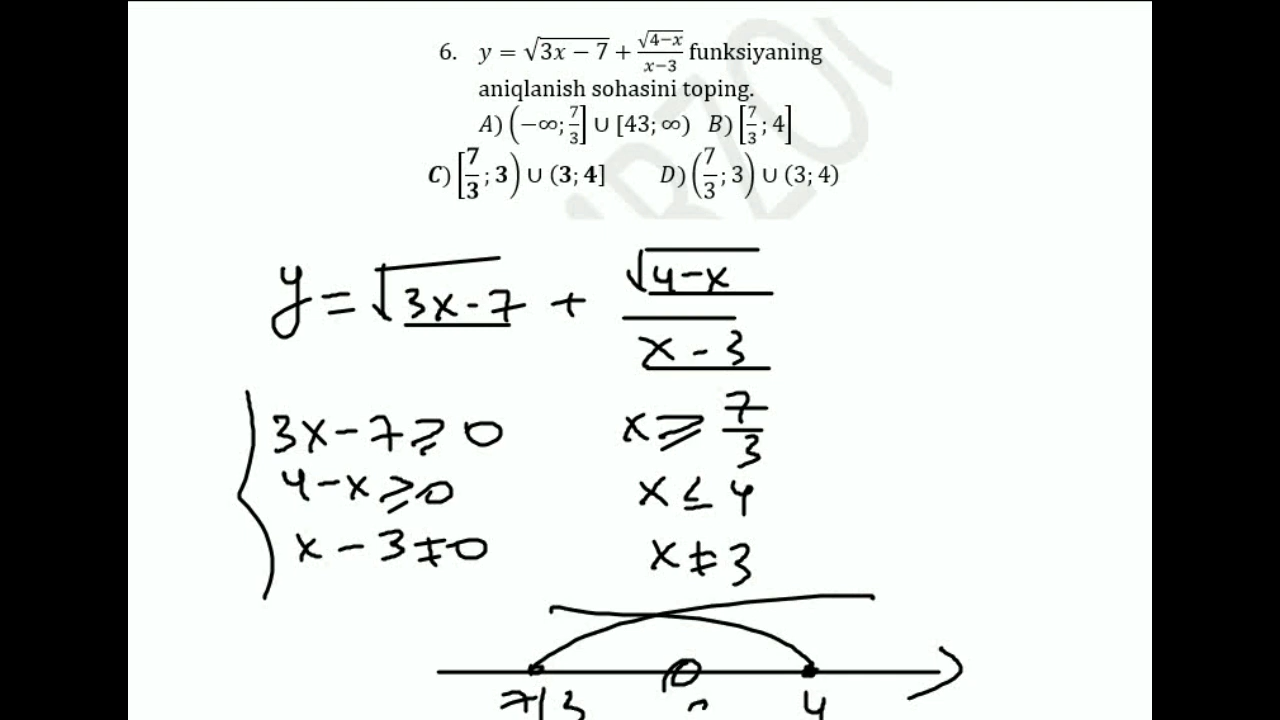 6. y = √(3x − 7) + √(4−x)/(x−3) funksiyaning
aniqlanish sohasini toping.
A) (−∞; 7/3] ∪ [43; ∞) B) [7/3; 4]
C) [7/3; 3) ∪ (3; 4] D) (7/3; 3) ∪ (3; 4)
y = √(3x-7) + √(4-x)/(x-3)
3x-7 ⩾ 0 x ⩾ 7/3
4-x ⩾ 0 x ≤ 4
x-3 ≠ 0 x ≠ 3
7/3 4